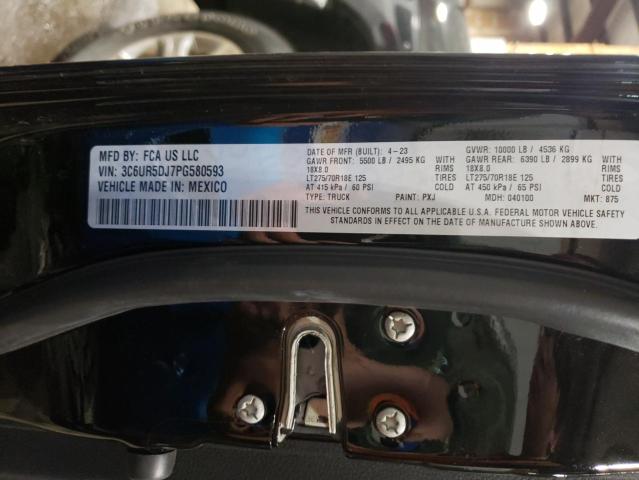 MFD BY: FCA US LLC
VIN: 3C6UR5DJ7PG580593
VEHICLE MADE IN: MEXICO
DATE OF MFR (BUILT): 4-23 GVWR: 10000 LB / 4536 KG
GAWR FRONT: 5500 LB / 2495 KG WITH GAWR REAR: 6390 LB / 2899 KG WITH
18X8.0 RIMS 18X8.0 RIMS
LT275/70R18E 125 TIRES LT275/70R18E 125 TIRES
AT 415 kPa / 60 PSI COLD AT 450 kPa / 65 PSI COLD
TYPE: TRUCK PAINT: PXJ MDH: 040100 MKT: 875
THIS VEHICLE CONFORMS TO ALL APPLICABLE U.S.A. FEDERAL MOTOR VEHICLE SAFETY
STANDARDS IN EFFECT ON THE DATE OF MANUFACTURE SHOWN ABOVE.